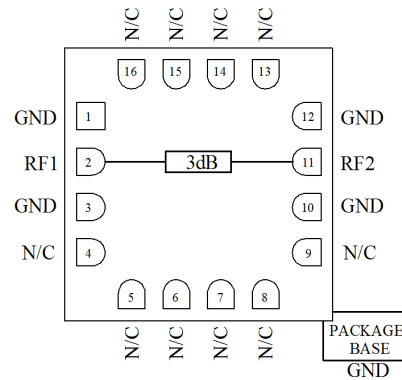 N/C N/C N/C N/C
16 15 14 13
GND 1 12 GND
RF1 2 3dB 11 RF2
GND 3 10 GND
N/C 4 9 N/C
5 6 7 8
N/C N/C N/C N/C
PACKAGE
BASE
GND